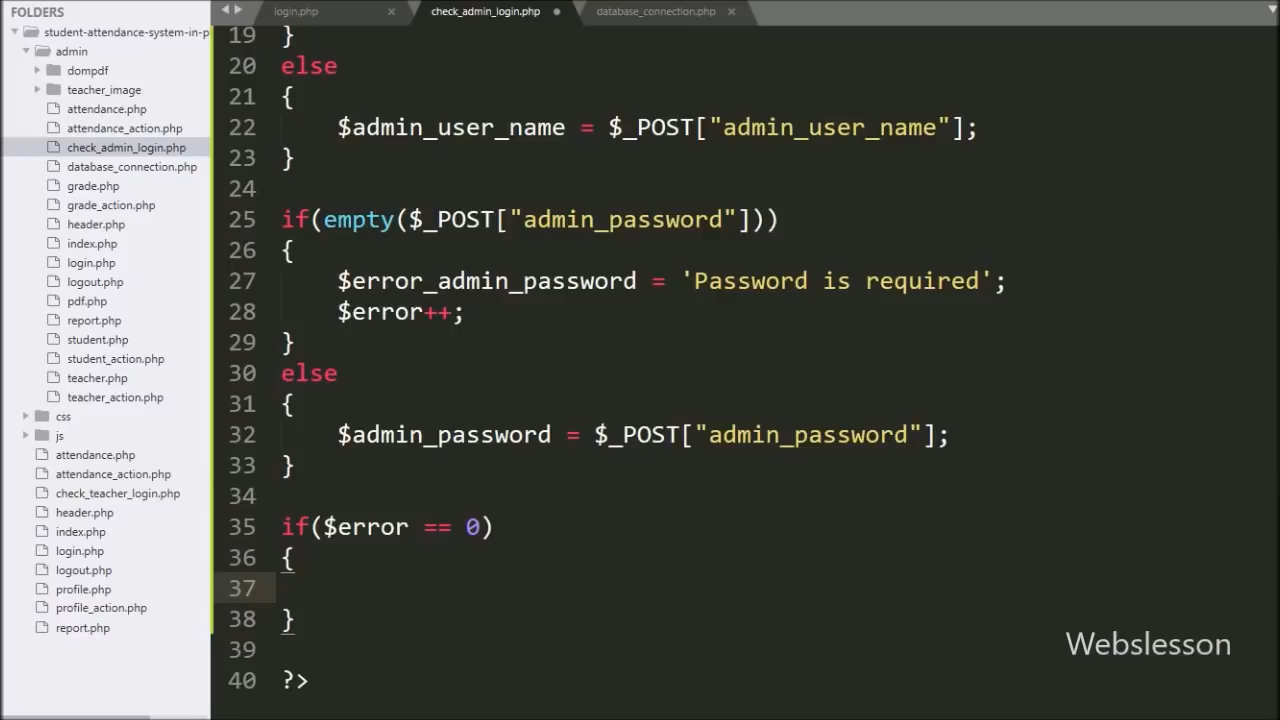 FOLDERS
student-attendance-system-in-p
admin
dompdf
teacher_image
attendance.php
attendance_action.php
check_admin_login.php
database_connection.php
grade.php
grade_action.php
header.php
index.php
login.php
logout.php
pdf.php
report.php
student.php
student_action.php
teacher.php
teacher_action.php
css
js
attendance.php
attendance_action.php
check_teacher_login.php
header.php
index.php
login.php
logout.php
profile.php
profile_action.php
report.php
login.php × check_admin_login.php database_connection.php ×
19 }
20 else
21 {
22 $admin_user_name = $_POST["admin_user_name"];
23 }
24
25 if(empty($_POST["admin_password"]))
26 {
27 $error_admin_password = 'Password is required';
28 $error++;
29 }
30 else
31 {
32 $admin_password = $_POST["admin_password"];
33 }
34
35 if($error == 0)
36 {
37
38 }
39
40 ?>
Webslesson